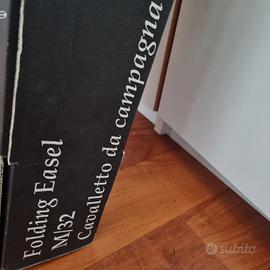 Folding Easel
M/32
Cavalletto da campagna
subito